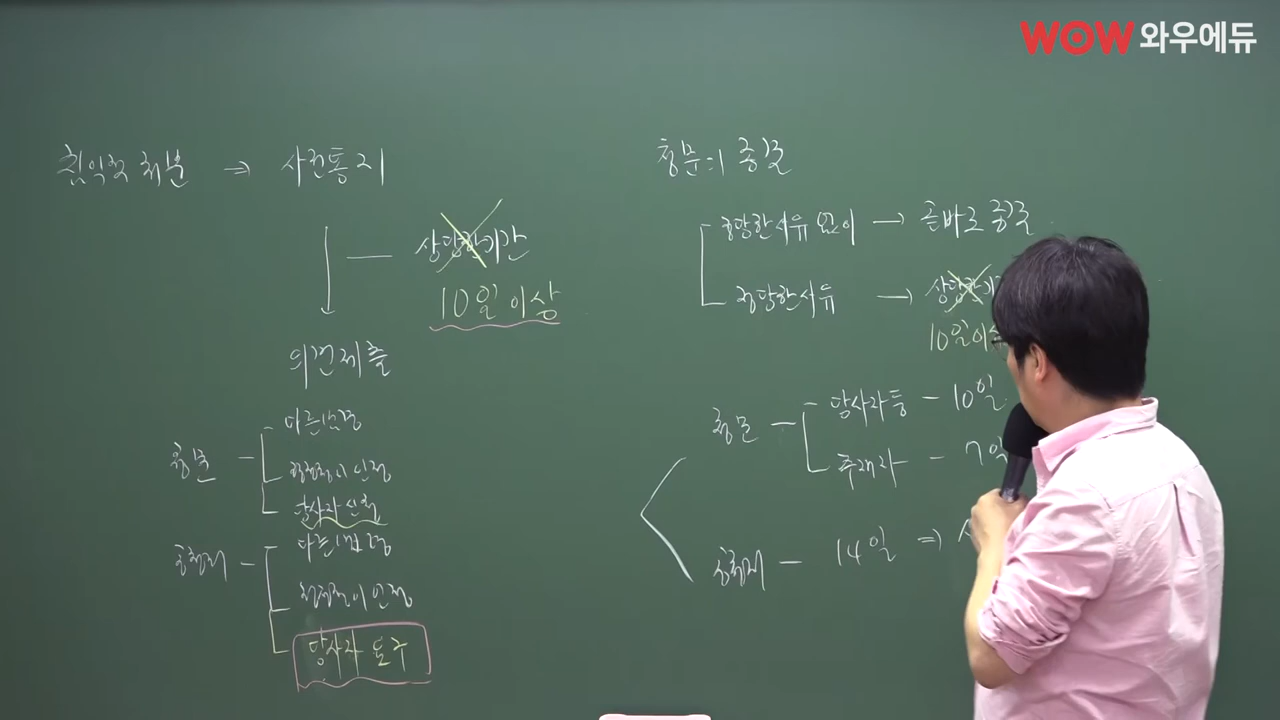 WOW 와우에듀
침익적 처분 ⇒ 사전통지
상당한기간
10일 이상
의견제출
청문
다른법령
행정청이 인정
당사자 신청
공청회
다른법령
행정청이 인정
당사자 요구
청문의 종결
정당한사유 없이 → 곧바로 종결
정당한사유 → 상당한기
10일이상
청문 - 당사자등 - 10일
주재자 - 7일
공청회 - 14일 ⇒